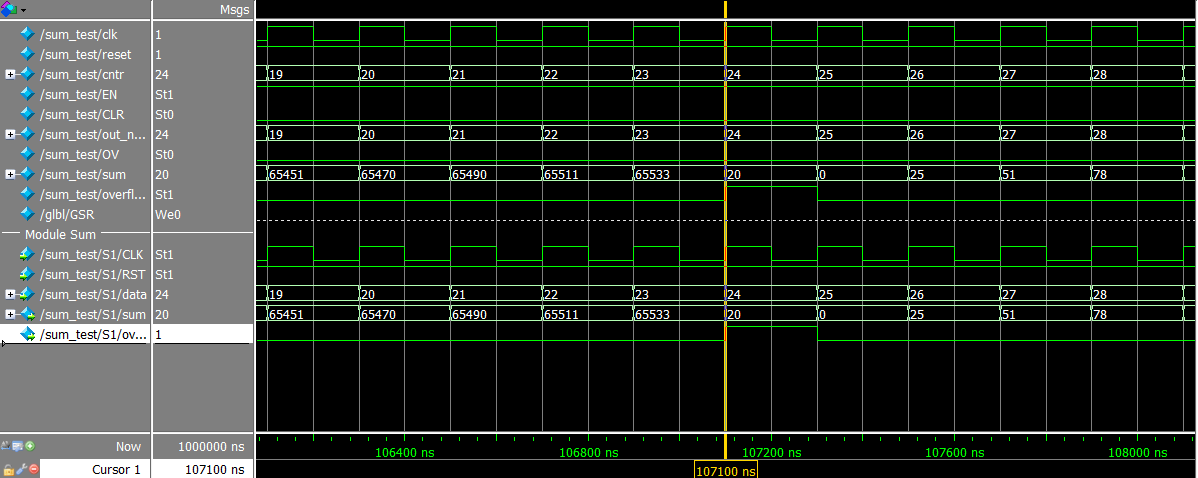 Msgs
/sum_test/clk 1
/sum_test/reset 1
/sum_test/cntr 24 19 20 21 22 23 24 25 26 27 28
/sum_test/EN St1
/sum_test/CLR St0
/sum_test/out_n... 24 19 20 21 22 23 24 25 26 27 28
/sum_test/OV St0
/sum_test/sum 20 65451 65470 65490 65511 65533 20 0 25 51 78
/sum_test/overfl... St1
/glbl/GSR We0
Module Sum
/sum_test/S1/CLK St1
/sum_test/S1/RST St1
/sum_test/S1/data 24 19 20 21 22 23 24 25 26 27 28
/sum_test/S1/sum 20 65451 65470 65490 65511 65533 20 0 25 51 78
/sum_test/S1/ov... 1
Now 1000000 ns 106400 ns 106800 ns 107200 ns 107600 ns 108000 ns
Cursor 1 107100 ns 107100 ns